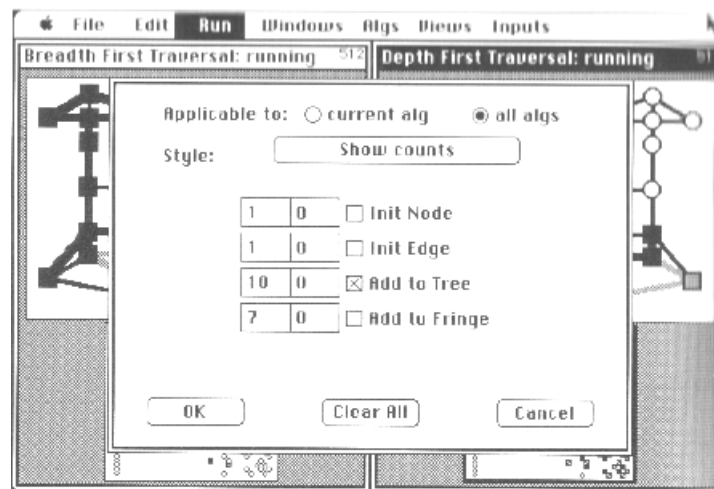 File Edit Run Windows Algs Views Inputs
Breadth First Traversal: running 512
Depth First Traversal: running
Applicable to: current alg all algs
Style: Show counts
1 0 Init Node
1 0 Init Edge
10 0 Add to Tree
7 0 Add to Fringe
OK Clear All Cancel